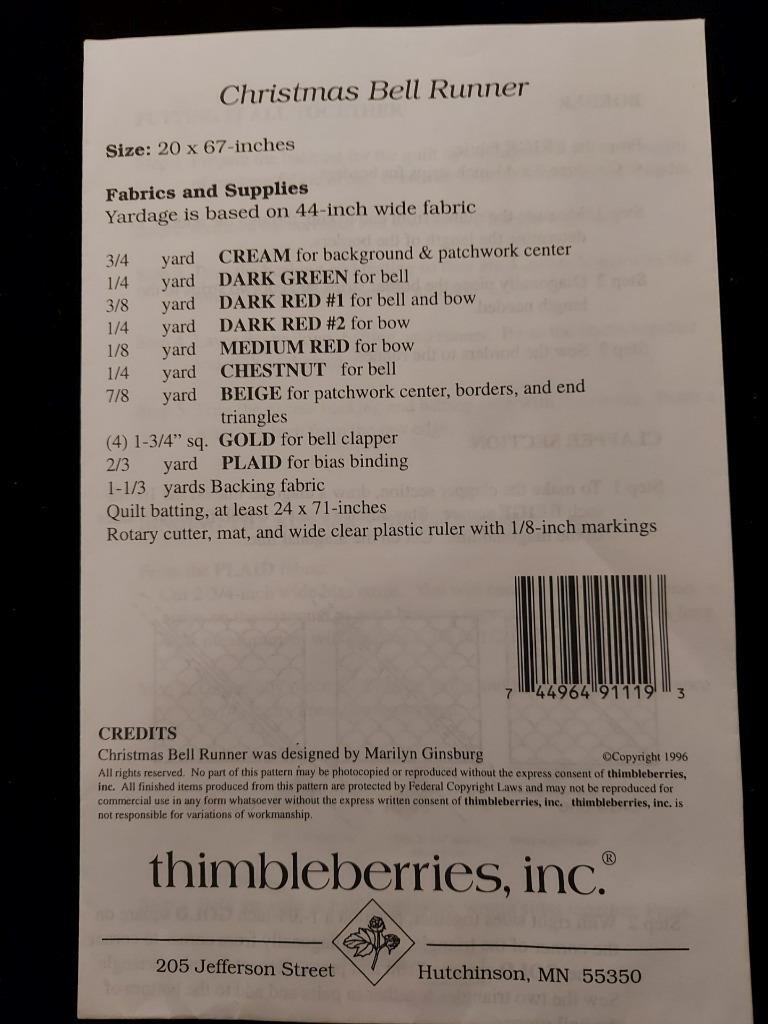 Christmas Bell Runner
Size: 20 x 67-inches
Fabrics and Supplies
Yardage is based on 44-inch wide fabric
3/4 yard CREAM for background & patchwork center
1/4 yard DARK GREEN for bell
3/8 yard DARK RED #1 for bell and bow
1/4 yard DARK RED #2 for bow
1/8 yard MEDIUM RED for bow
1/4 yard CHESTNUT for bell
7/8 yard BEIGE for patchwork center, borders, and end
triangles
(4) 1-3/4" sq. GOLD for bell clapper
2/3 yard PLAID for bias binding
1-1/3 yards Backing fabric
Quilt batting, at least 24 x 71-inches
Rotary cutter, mat, and wide clear plastic ruler with 1/8-inch markings
7 44964 91119 3
CREDITS
Christmas Bell Runner was designed by Marilyn Ginsburg ©Copyright 1996
All rights reserved. No part of this pattern may be photocopied or reproduced without the express consent of thimbleberries,
inc. All finished items produced from this pattern are protected by Federal Copyright Laws and may not be reproduced for
commercial use in any form whatsoever without the express written consent of thimbleberries, inc. thimbleberries, inc. is
not responsible for variations of workmanship.
thimbleberries, inc.®
205 Jefferson Street Hutchinson, MN 55350